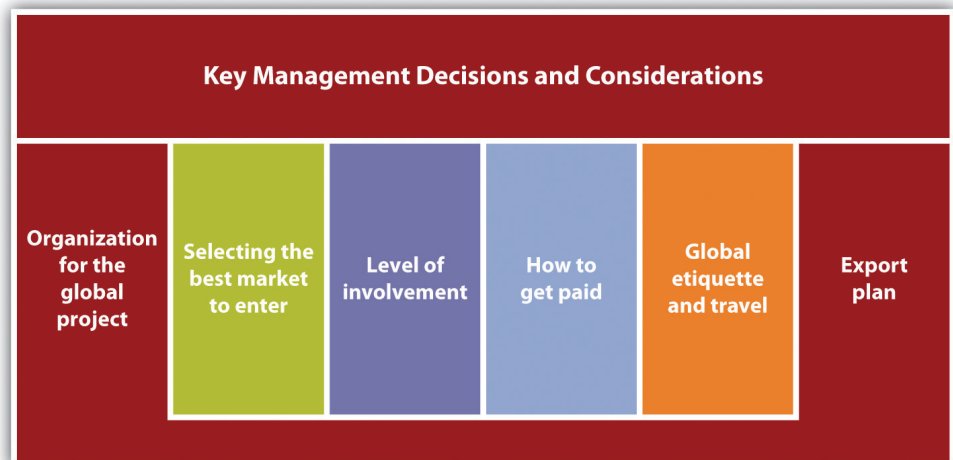 Key Management Decisions and Considerations
Organization
for the
global
project
Selecting the
best market
to enter
Level of
involvement
How to
get paid
Global
etiquette
and travel
Export
plan